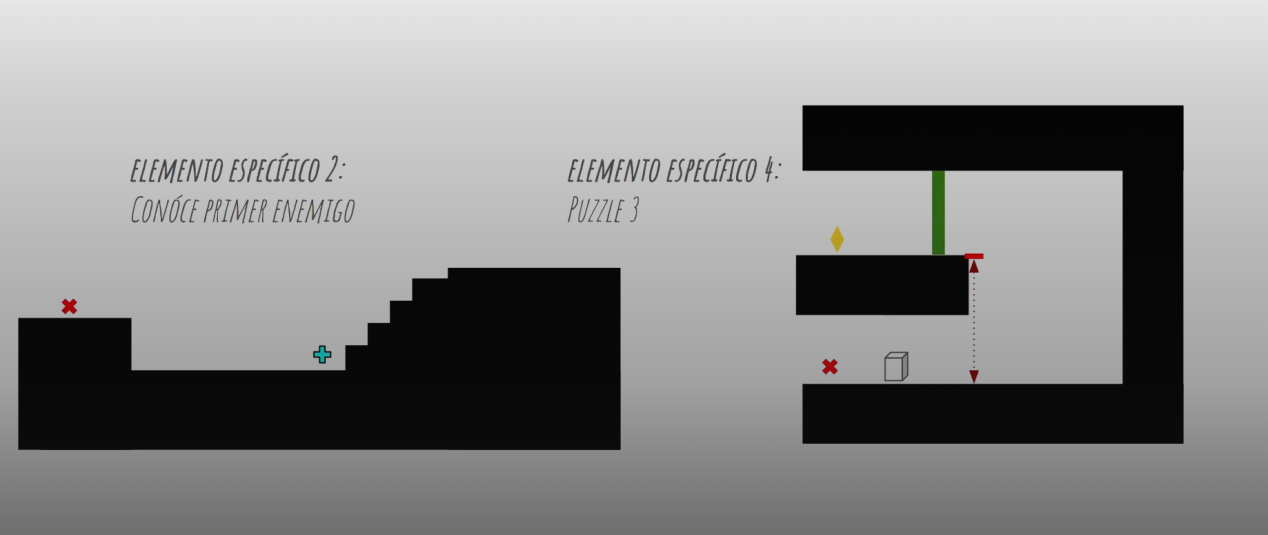 ELEMENTO ESPECÍFICO 2:
CONÓCE PRIMER ENEMIGO
ELEMENTO ESPECÍFICO 4:
PUZZLE 3